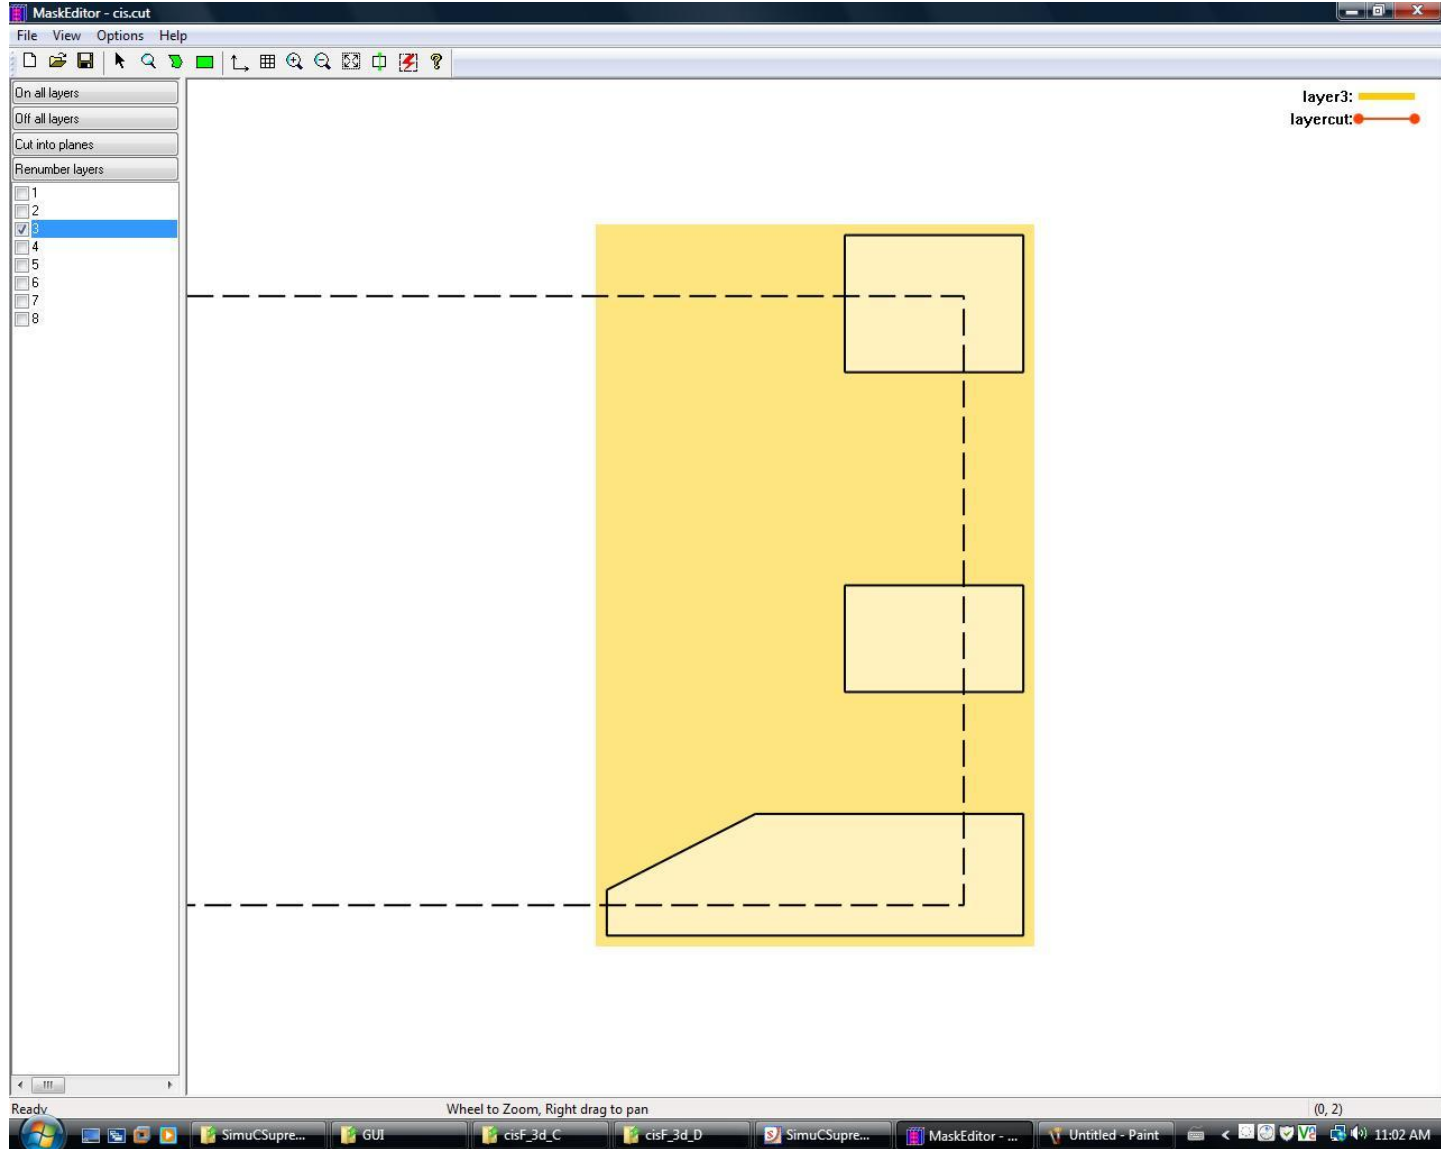 MaskEditor - cis.cut
File View Options Help
On all layers
Off all layers
Cut into planes
Renumber layers
1
2
3
4
5
6
7
8
layer3:
layercut:
Ready Wheel to Zoom, Right drag to pan (0, 2)
SimuCSupre... GUI cisF_3d_C cisF_3d_D SimuCSupre... MaskEditor - ... Untitled - Paint 11:02 AM